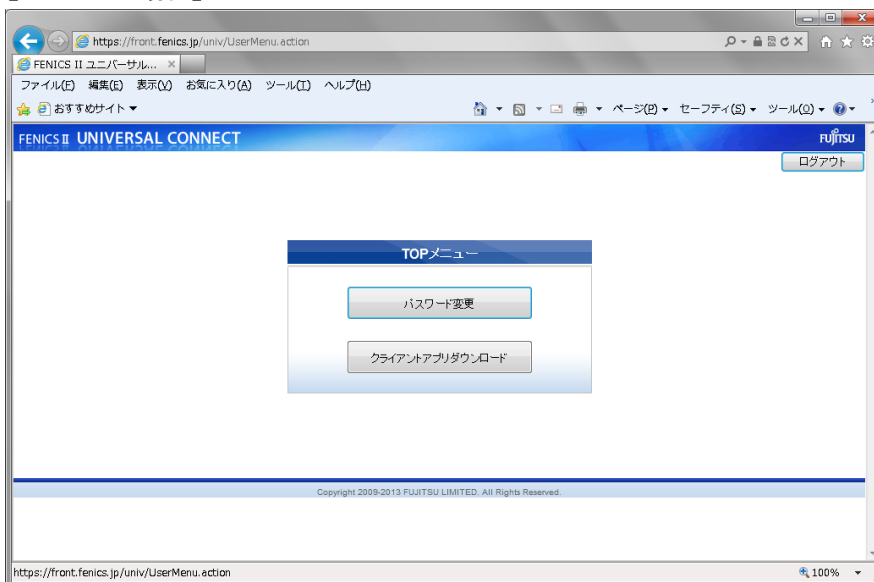 https://front.fenics.jp/univ/UserMenu.action
FENICS II ユニバーサル...
ファイル(F) 編集(E) 表示(V) お気に入り(A) ツール(T) ヘルプ(H)
おすすめサイト
ページ(P) セーフティ(S) ツール(O)
FENICS II UNIVERSAL CONNECT
FUJITSU
ログアウト
TOPメニュー
パスワード変更
クライアントアプリダウンロード
Copyright 2009-2013 FUJITSU LIMITED. All Rights Reserved.
https://front.fenics.jp/univ/UserMenu.action
100%